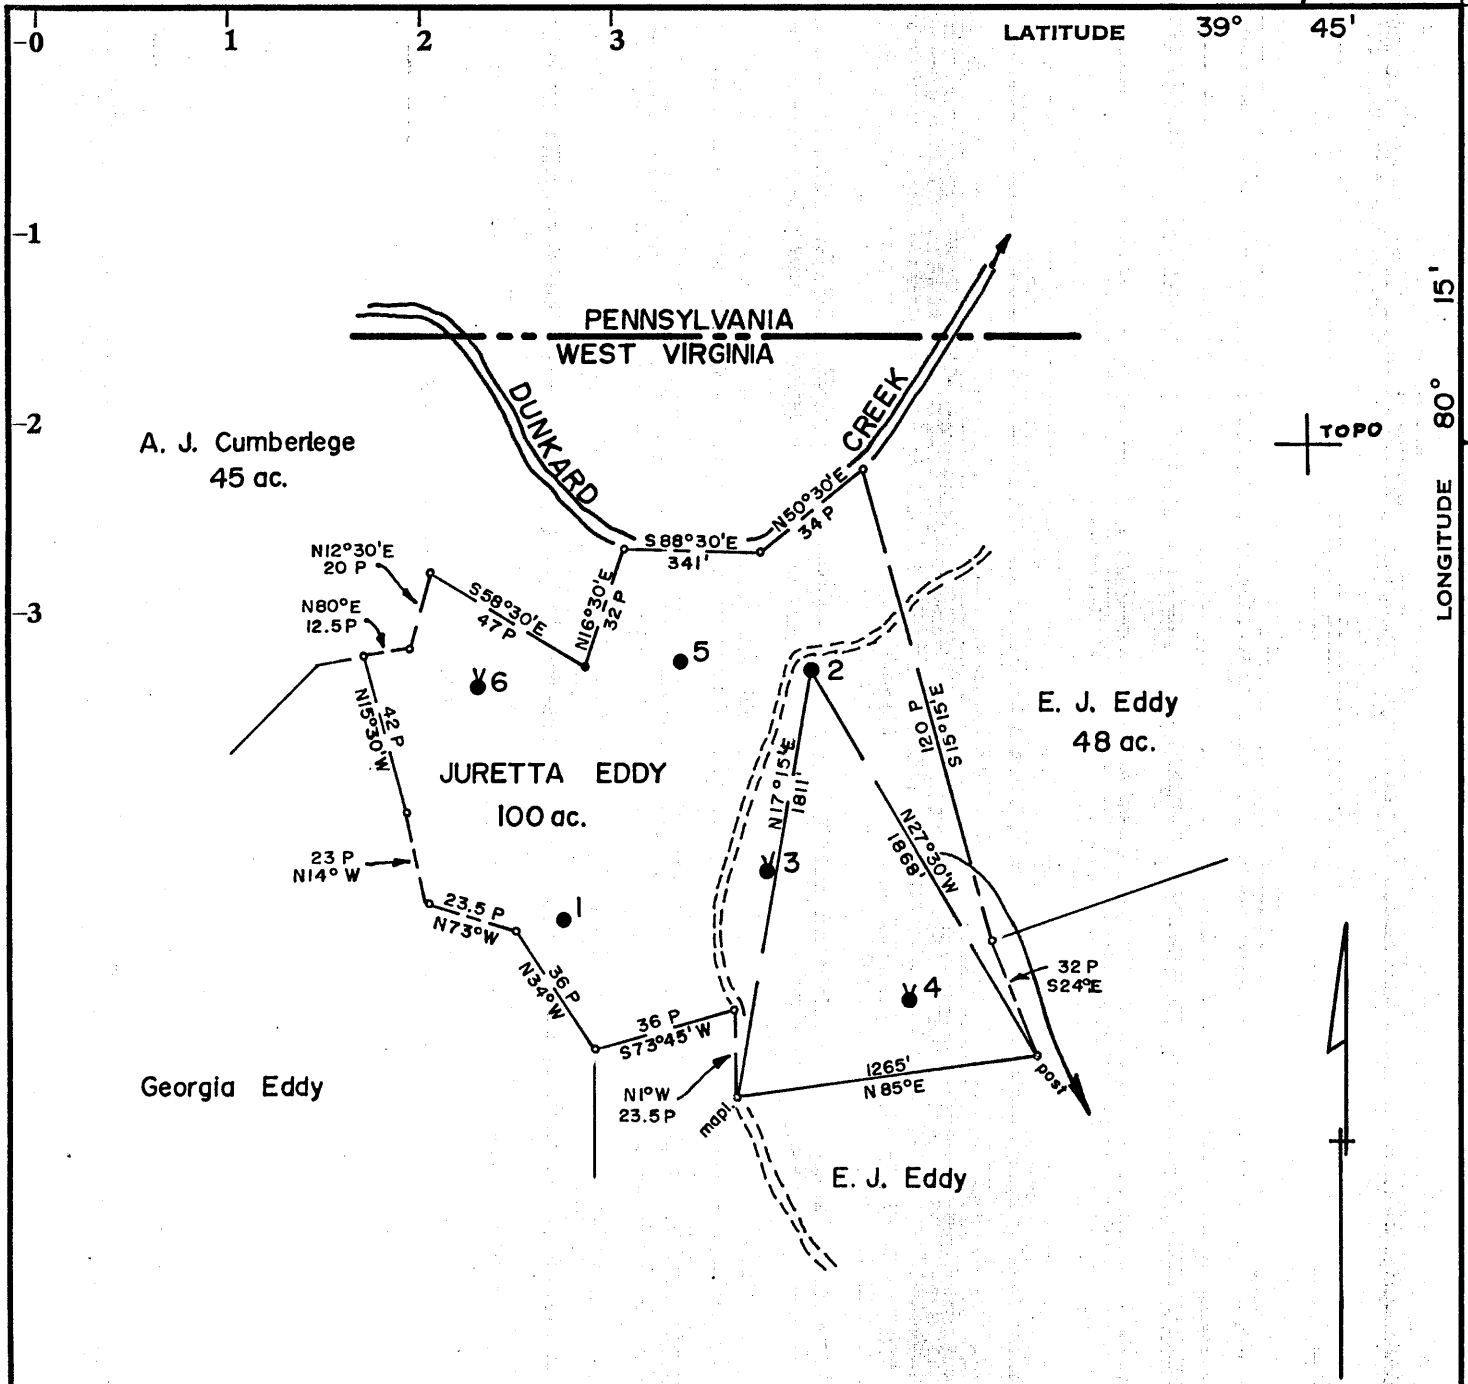 -0 1 2 3 LATITUDE 39° 45'
-1
-2
-3
LONGITUDE 80° 15'
PENNSYLVANIA
WEST VIRGINIA
DUNKARD CREEK
TOPO
A. J. Cumberlege
45 ac.
N50°30'E
34 P
S88°30'E
341'
N12°30'E
20 P
N80°E
12.5P
S58°30'E
47 P
N16°30'E
32 P
5
2
6
S15°15'E
120 P
E. J. Eddy
48 ac.
42 P
N15°30'W
JURETTA EDDY
100 ac.
N17°15'E
1811'
N27°30'W
1868'
3
23 P
N14°W
23.5 P
N73°W
1
36 P
N34°W
4
32 P
S24°E
36 P
S73°45'W
1265'
N85°E
post
N1°W
23.5P
mapl.
Georgia Eddy
E. J. Eddy